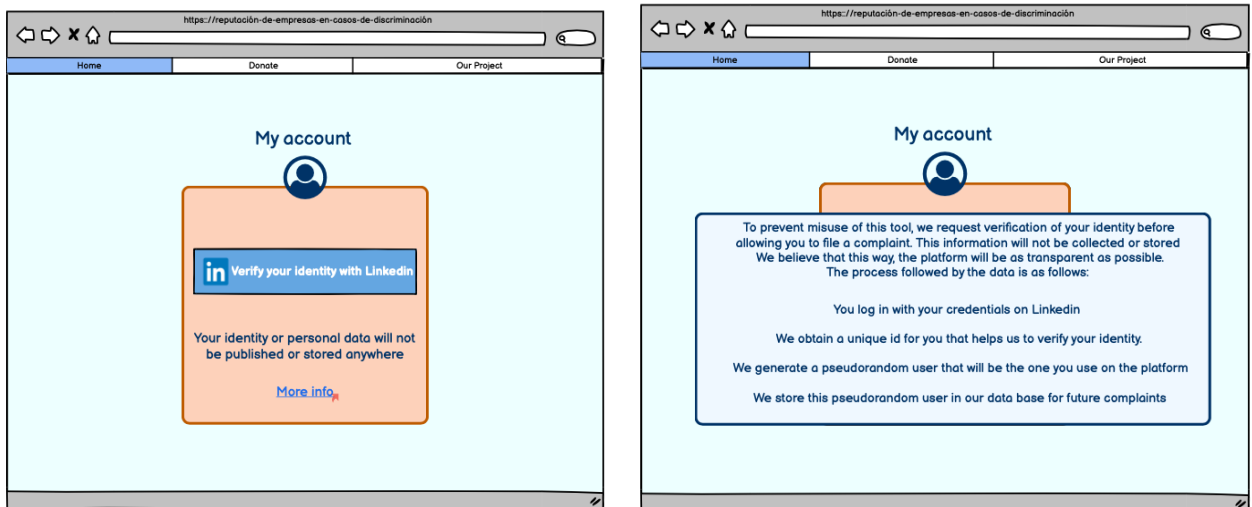 https://reputación-de-empresas-en-casos-de-discriminación
Home
Donate
Our Project
My account
in
Verify your identity with Linkedin
Your identity or personal data will not
be published or stored anywhere
More info
https://reputación-de-empresas-en-casos-de-discriminación
Home
Donate
Our Project
My account
To prevent misuse of this tool, we request verification of your identity before
allowing you to file a complaint. This information will not be collected or stored
We believe that this way, the platform will be as transparent as possible.
The process followed by the data is as follows:
You log in with your credentials on Linkedin
We obtain a unique id for you that helps us to verify your identity.
We generate a pseudorandom user that will be the one you use on the platform
We store this pseudorandom user in our data base for future complaints